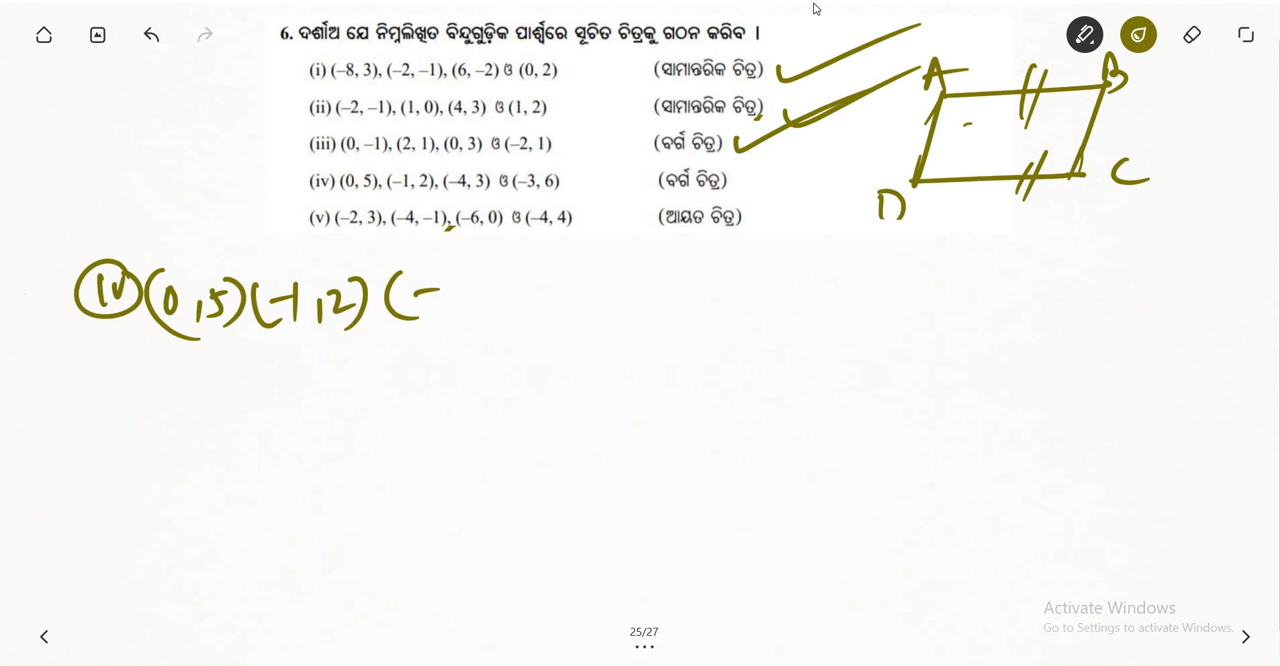 6. ଦର୍ଶାଅ ଯେ ନିମ୍ନଲିଖିତ ବିନ୍ଦୁଗୁଡ଼ିକ ପାର୍ଶ୍ୱରେ ସୂଚିତ ଚିତ୍ରକୁ ଗଠନ କରିବ ।
(i) (–8, 3), (–2, –1), (6, –2) ଓ (0, 2) (ସାମାନ୍ତରିକ ଚିତ୍ର)
(ii) (–2, –1), (1, 0), (4, 3) ଓ (1, 2) (ସାମାନ୍ତରିକ ଚିତ୍ର)
(iii) (0, –1), (2, 1), (0, 3) ଓ (–2, 1) (ବର୍ଗ ଚିତ୍ର)
(iv) (0, 5), (–1, 2), (–4, 3) ଓ (–3, 6) (ବର୍ଗ ଚିତ୍ର)
(v) (–2, 3), (–4, –1), (–6, 0) ଓ (–4, 4) (ଆୟତ ଚିତ୍ର)
A B
D C
(iv) (0, 5) (–1, 2) (–
Activate Windows
Go to Settings to activate Windows.
25/27